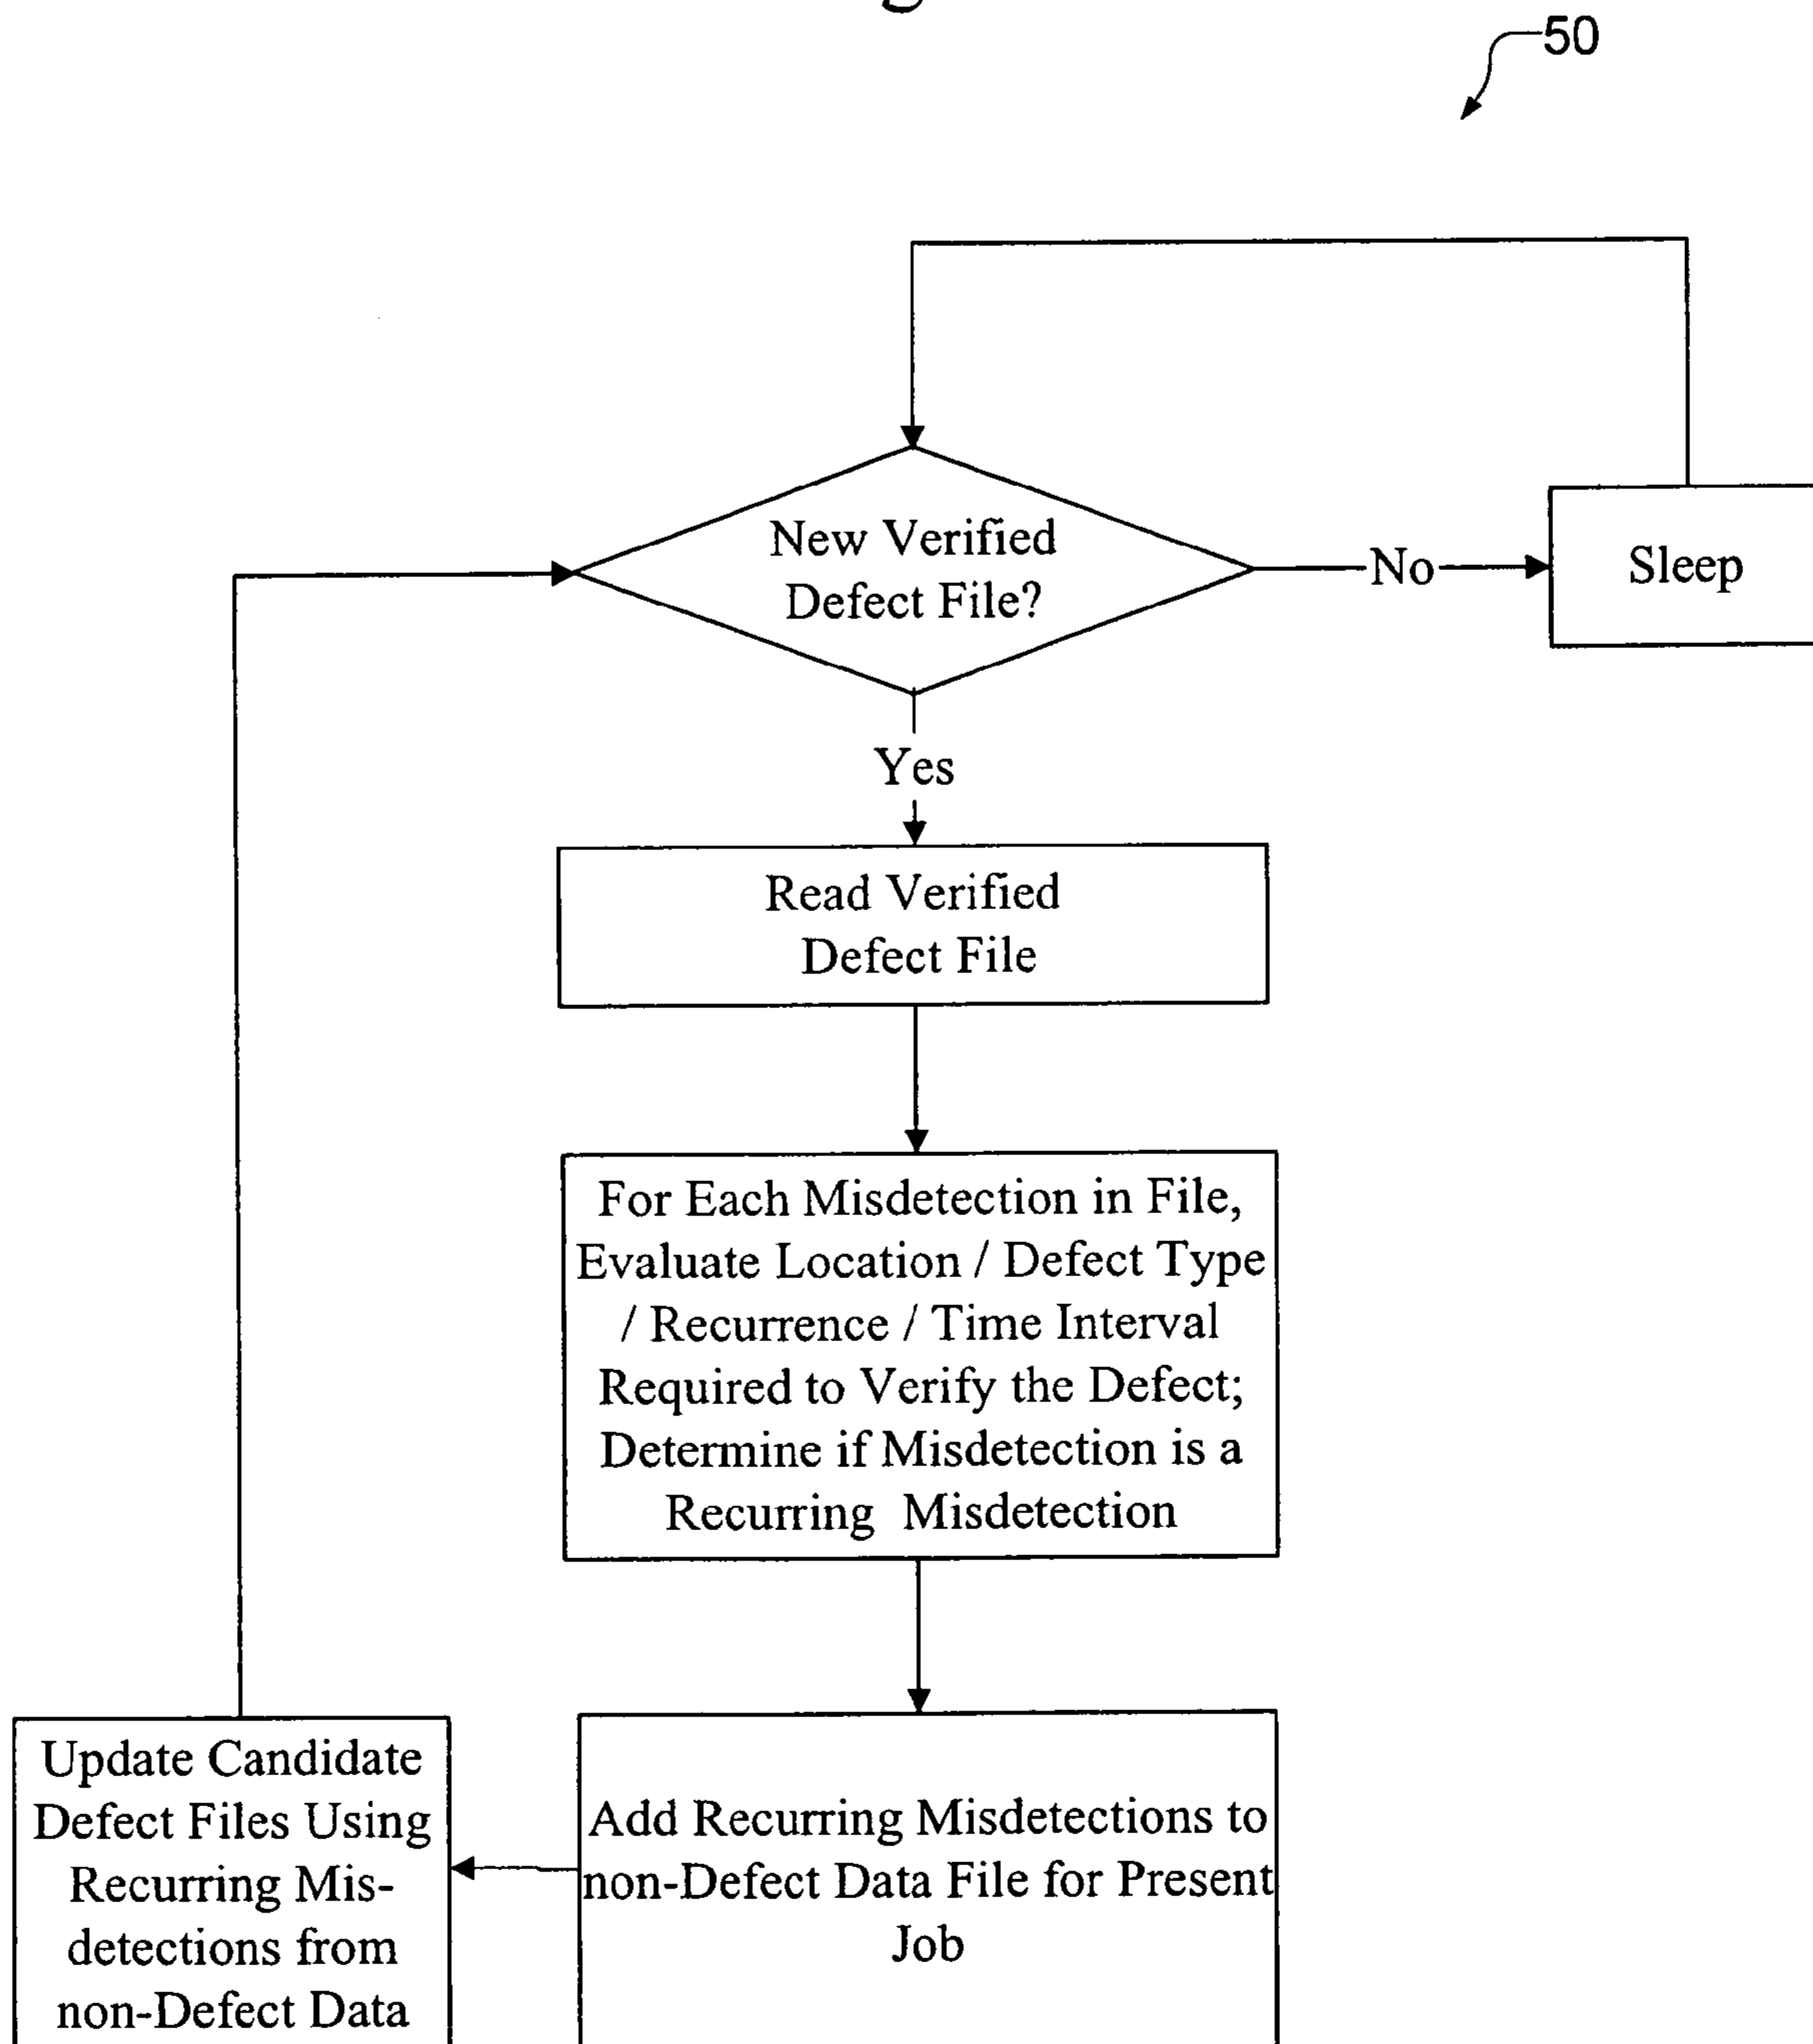 50
New Verified
Defect File?
No
Sleep
Yes
Read Verified
Defect File
For Each Misdetection in File,
Evaluate Location / Defect Type
/ Recurrence / Time Interval
Required to Verify the Defect;
Determine if Misdetection is a
Recurring Misdetection
Add Recurring Misdetections to
non-Defect Data File for Present
Job
Update Candidate
Defect Files Using
Recurring Mis-
detections from
non-Defect Data